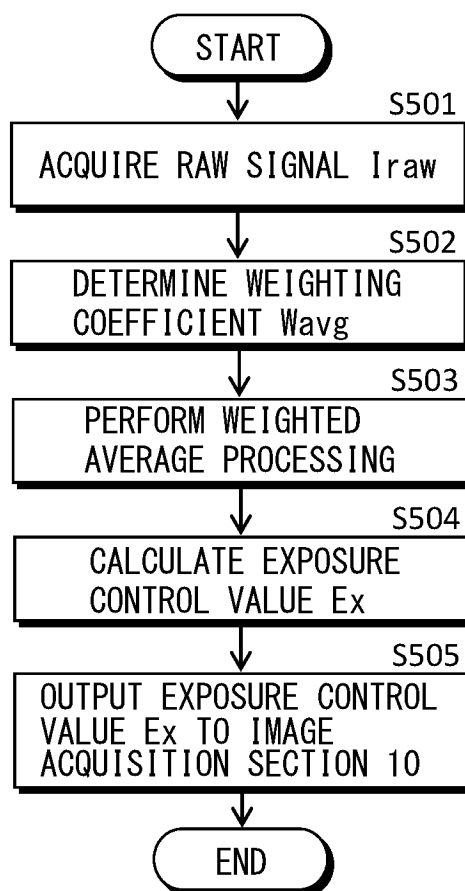 START
S501
ACQUIRE RAW SIGNAL Iraw
S502
DETERMINE WEIGHTING
COEFFICIENT Wavg
S503
PERFORM WEIGHTED
AVERAGE PROCESSING
S504
CALCULATE EXPOSURE
CONTROL VALUE Ex
S505
OUTPUT EXPOSURE CONTROL
VALUE Ex TO IMAGE
ACQUISITION SECTION 10
END